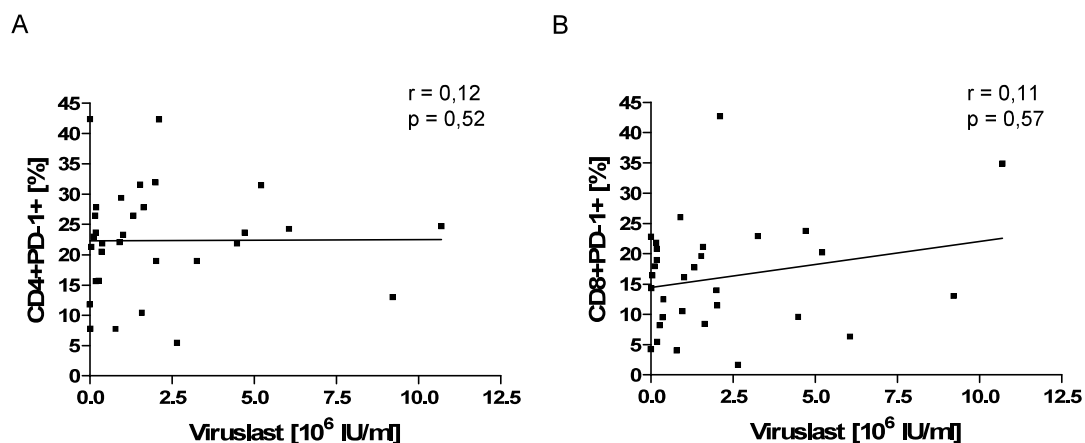 A
r = 0,12
p = 0,52
CD4+PD-1+ [%]
45
40
35
30
25
20
15
10
5
0
0.0 2.5 5.0 7.5 10.0 12.5
Viruslast [10⁶ IU/ml]
B
r = 0,11
p = 0,57
CD8+PD-1+ [%]
45
40
35
30
25
20
15
10
5
0
0.0 2.5 5.0 7.5 10.0 12.5
Viruslast [10⁶ IU/ml]